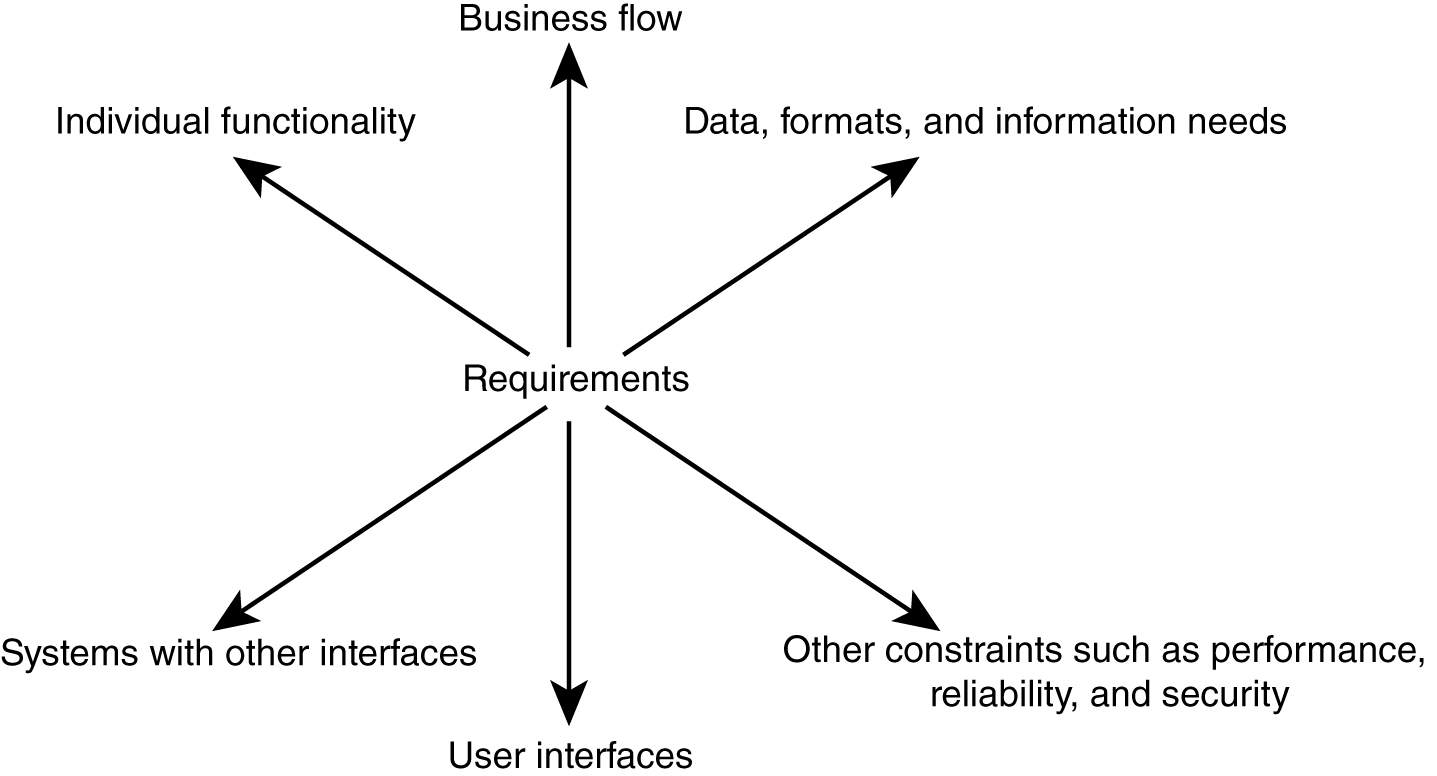 Business flow
Individual functionality
Data, formats, and information needs
Requirements
Systems with other interfaces
Other constraints such as performance,
reliability, and security
User interfaces